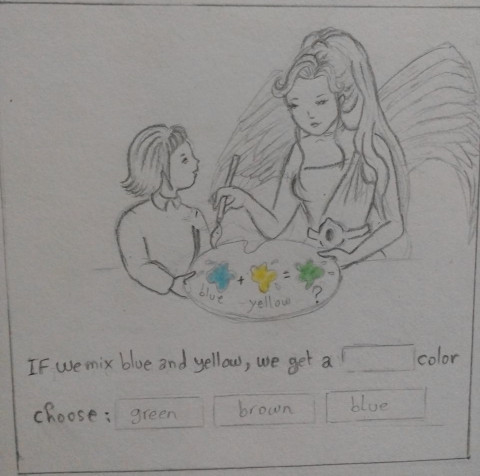 + =
blue yellow ?
IF we mix blue and yellow, we get a color
choose: green brown blue